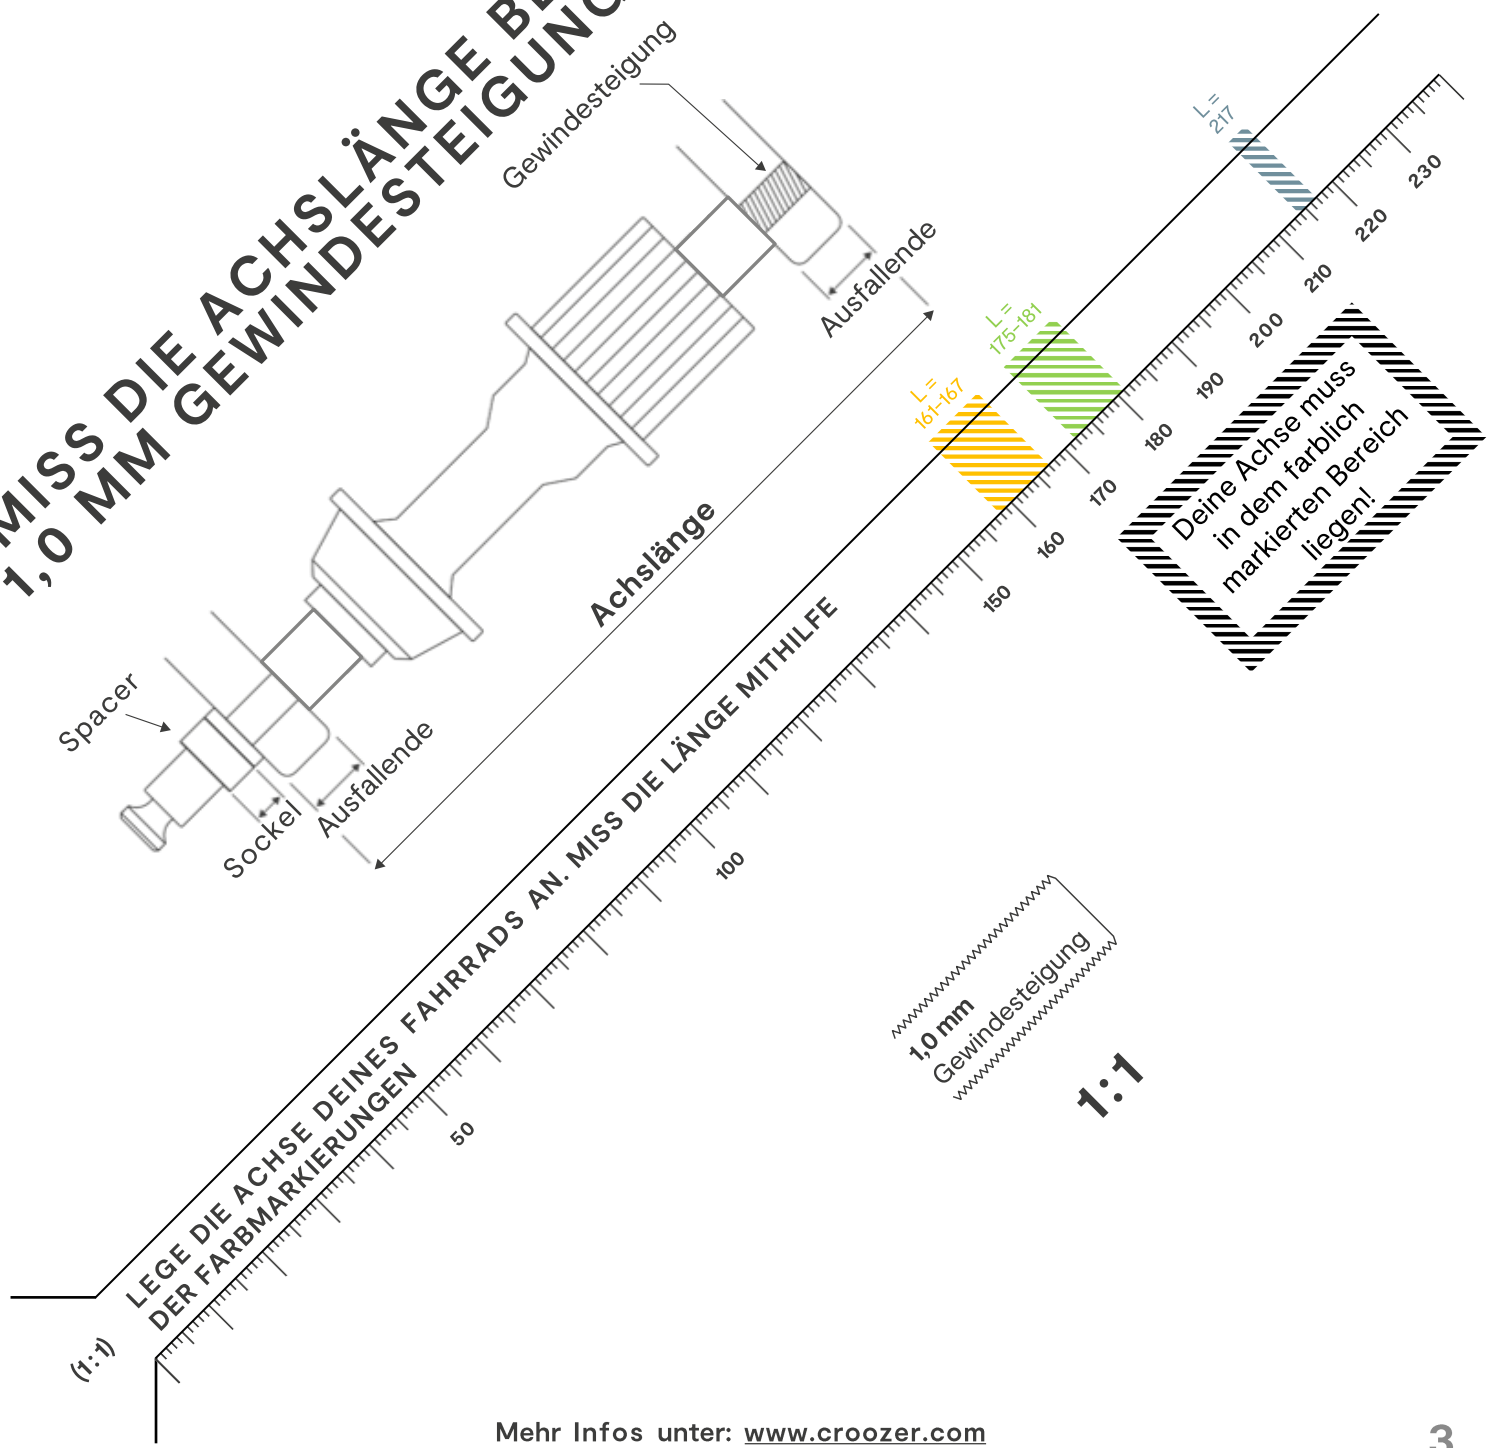 MISS DIE ACHSLÄNGE
1,0 MM GEWINDESTEIGUNG
Gewindesteigung
Ausfallende
Achslänge
Spacer
Sockel
Ausfallende
L =
217
L =
175-181
L =
161-167
230
220
210
200
190
180
170
160
150
100
50
Deine Achse muss
in dem farblich
markierten Bereich
liegen!
LEGE DIE ACHSE DEINES FAHRRADS AN. MISS DIE LÄNGE MITHILFE
DER FARBMARKIERUNGEN
(1:1)
1,0 mm
Gewindesteigung
1:1
Mehr Infos unter: www.croozer.com
3